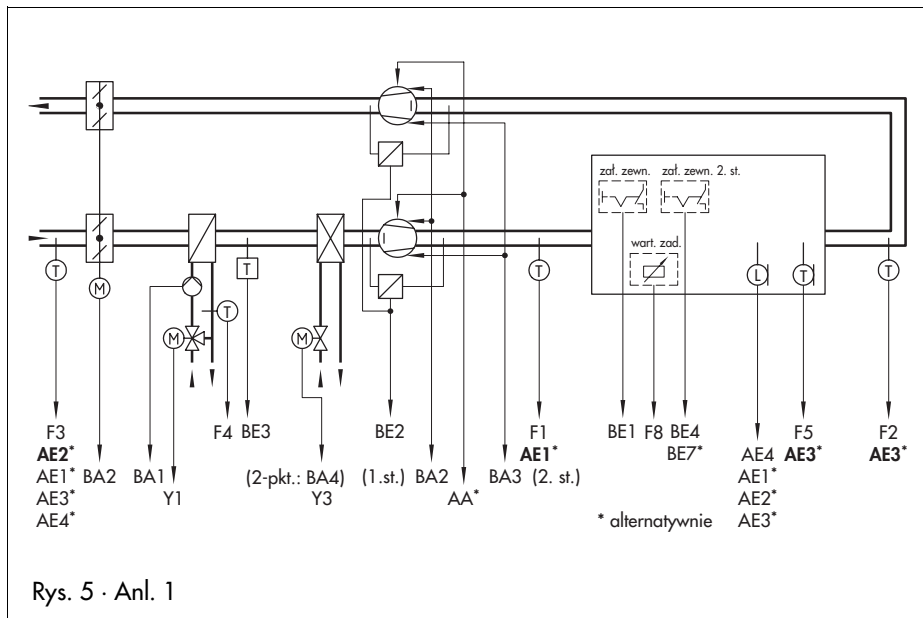 I
zał. zewn. zał. zewn. 2. st.
wart. zad.
I
T T L T T
M T
M T M
F3 F4 BE3 BE2 F1 BE1 F8 BE4 F5 F2
AE2* AE1* BE7* AE4 AE3* AE3*
AE1* BA2 BA1 (2-pkt.: BA4) (1.st.) BA2 BA3 (2. st.) AE1*
AE3* Y1 Y3 AA* AE2*
AE4* * alternatywnie AE3*
Rys. 5 · Anl. 1